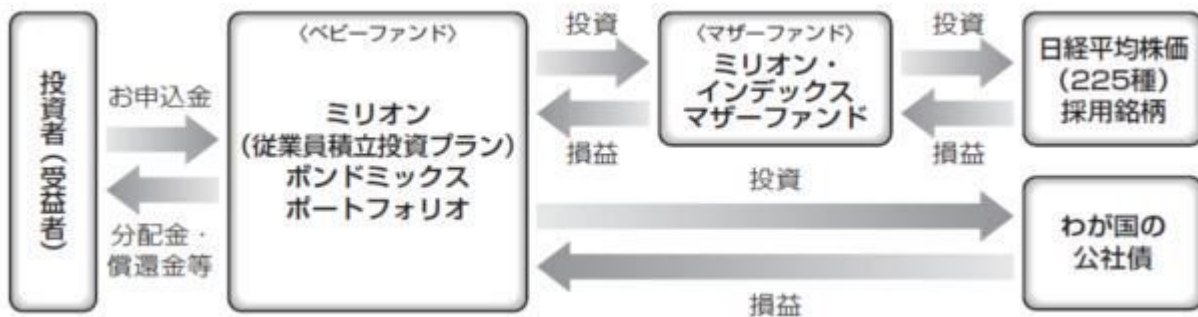 投資者（受益者）
お申込金
分配金・
償還金等
〈ベビーファンド〉
ミリオン
（従業員積立投資プラン）
ボンドミックス
ポートフォリオ
投資
損益
〈マザーファンド〉
ミリオン・
インデックス
マザーファンド
投資
損益
日経平均株価
（225種）
採用銘柄
投資
損益
わが国の
公社債